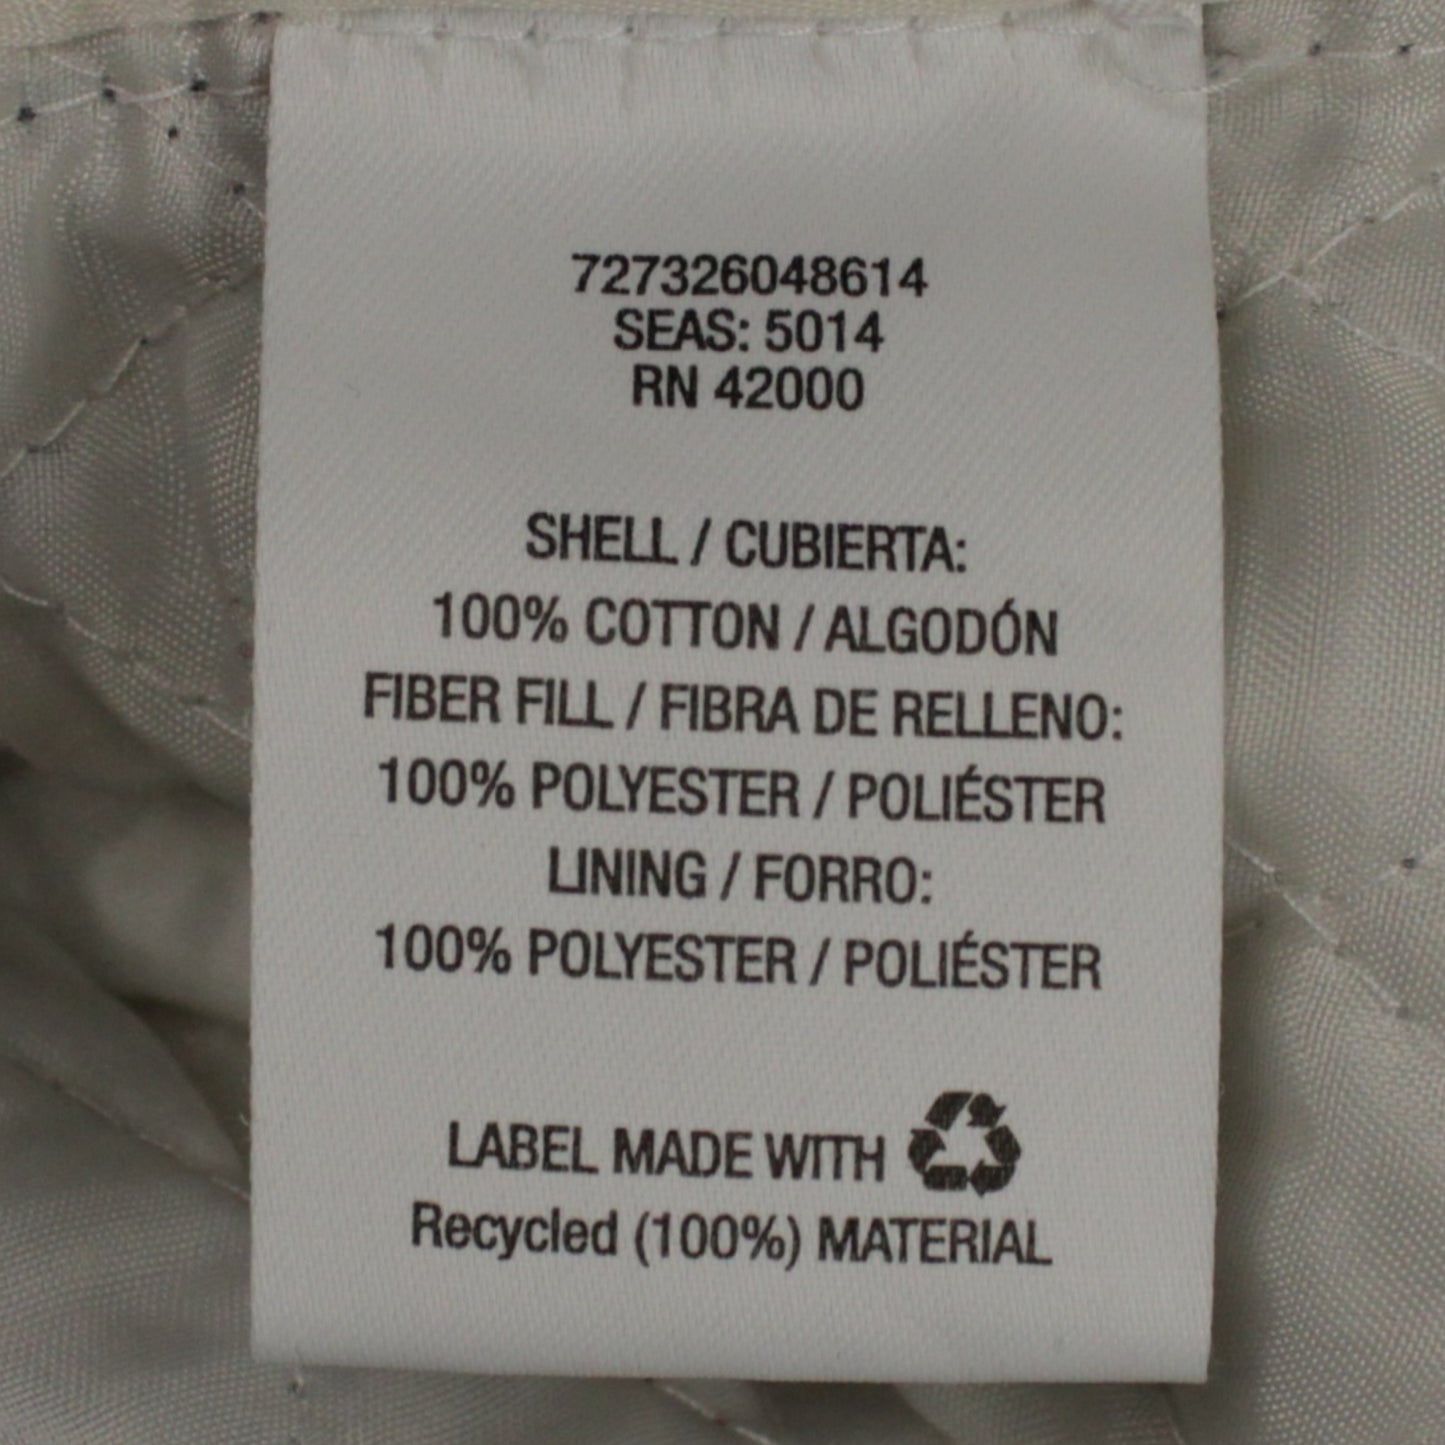 727326048614
SEAS: 5014
RN 42000
SHELL / CUBIERTA:
100% COTTON / ALGODÓN
FIBER FILL / FIBRA DE RELLENO:
100% POLYESTER / POLIÉSTER
LINING / FORRO:
100% POLYESTER / POLIÉSTER
LABEL MADE WITH
Recycled (100%) MATERIAL